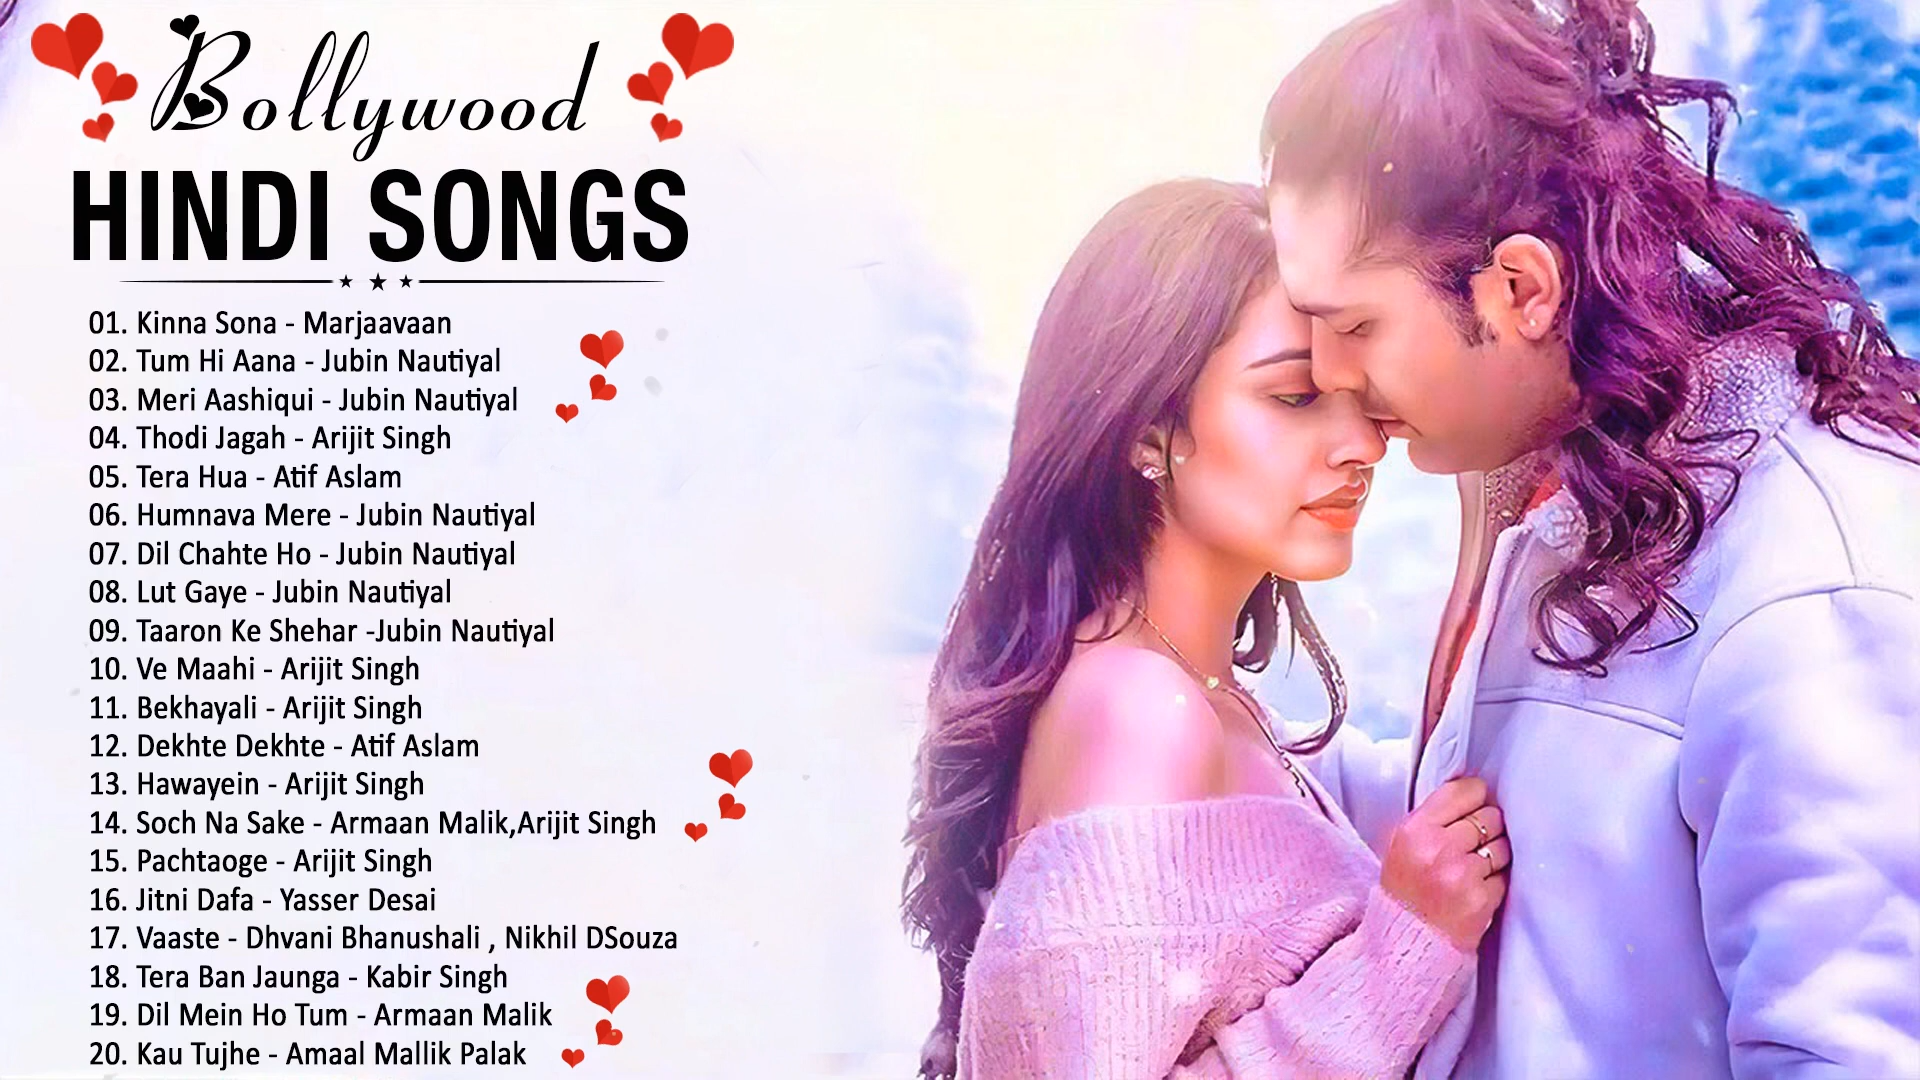 Bollywood
HINDI SONGS
01. Kinna Sona - Marjaavaan
02. Tum Hi Aana - Jubin Nautiyal
03. Meri Aashiqui - Jubin Nautiyal
04. Thodi Jagah - Arijit Singh
05. Tera Hua - Atif Aslam
06. Humnava Mere - Jubin Nautiyal
07. Dil Chahte Ho - Jubin Nautiyal
08. Lut Gaye - Jubin Nautiyal
09. Taaron Ke Shehar -Jubin Nautiyal
10. Ve Maahi - Arijit Singh
11. Bekhayali - Arijit Singh
12. Dekhte Dekhte - Atif Aslam
13. Hawayein - Arijit Singh
14. Soch Na Sake - Armaan Malik,Arijit Singh
15. Pachtaoge - Arijit Singh
16. Jitni Dafa - Yasser Desai
17. Vaaste - Dhvani Bhanushali , Nikhil DSouza
18. Tera Ban Jaunga - Kabir Singh
19. Dil Mein Ho Tum - Armaan Malik
20. Kau Tujhe - Amaal Mallik Palak